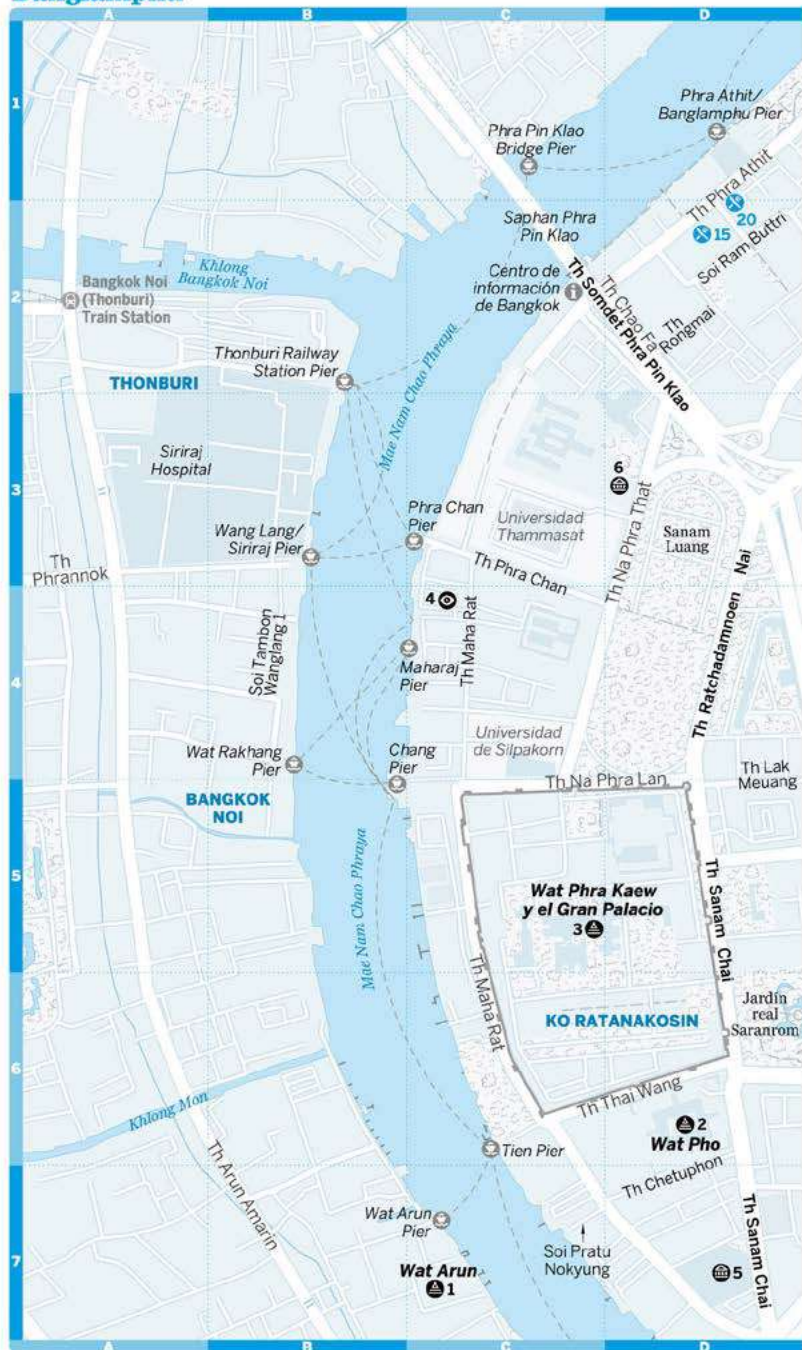 A
B
C
D
1
Phra Athit/
Banglamphu Pier
Phra Pin Klao
Bridge Pier
Th Phra Athit
20
15
Saphan Phra
Pin Klao
Soi Ram Buttri
Khlong
Bangkok Noi
Centro de
información
de Bangkok
2
Bangkok Noi
(Thonburi)
Train Station
Th Chao Fa
Th
Rongmai
Th Somdet Phra Pin Klao
Thonburi Railway
Station Pier
THONBURI
Mae Nam Chao Phraya
Siriraj
Hospital
6
3
Phra Chan
Pier
Universidad
Thammasat
Th Na Phra That
Sanam
Luang
Wang Lang/
Siriraj Pier
Th
Phrannok
Th Phra Chan
4
Th Maha Rat
Soi Tambon
Wanglang 1
Th Ratchadamnoen Nai
4
Maharaj
Pier
Universidad
de Silpakorn
Wat Rakhang
Pier
Chang
Pier
Th Na Phra Lan
Th Lak
Meuang
BANGKOK
NOI
5
Mae Nam Chao Phraya
Wat Phra Kaew
y el Gran Palacio
3
Th Sanam Chai
Th Maha Rat
KO RATANAKOSIN
Jardín
real
Saranrom
6
Khlong Mon
Th Thai Wang
2
Wat Pho
Tien Pier
Th Arun Amarin
Th Chetuphon
Wat Arun
Pier
Soi Pratu
Nokyung
Th Sanam Chai
7
Wat Arun
1
5
A
B
C
D